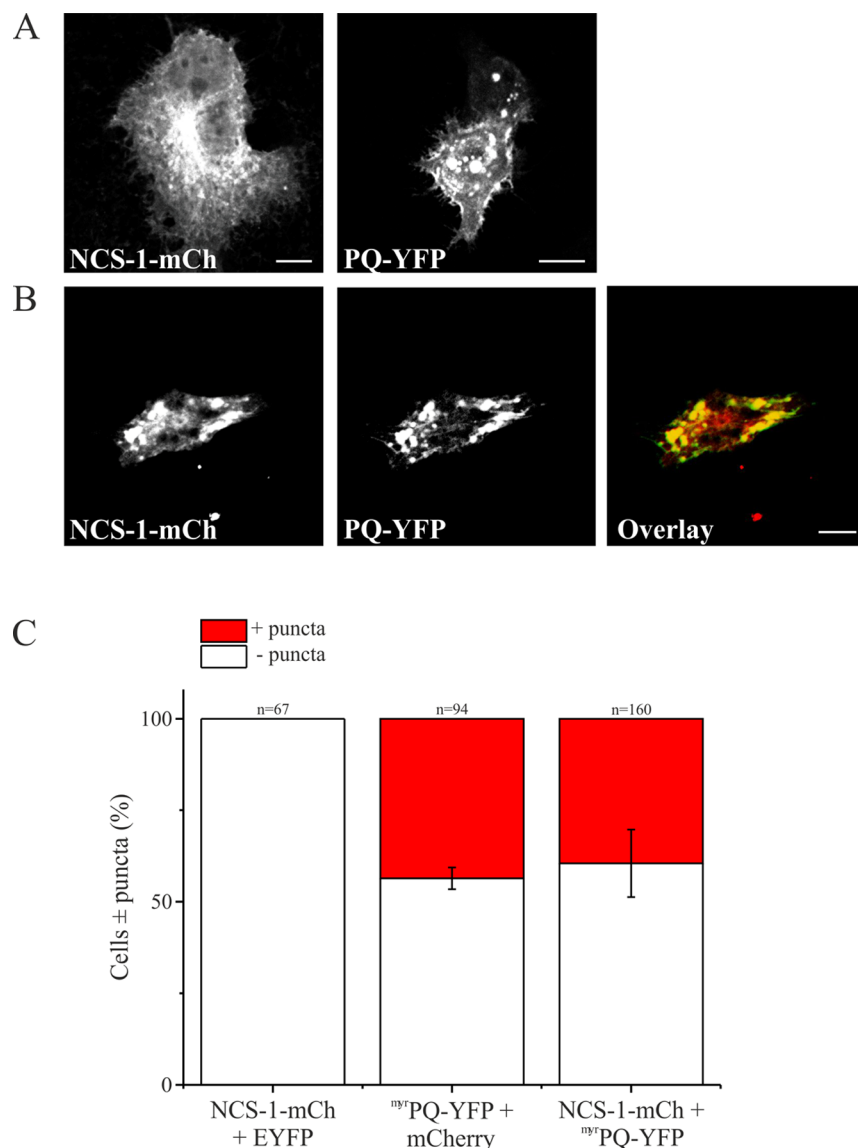 A
NCS-1-mCh
PQ-YFP
B
NCS-1-mCh
PQ-YFP
Overlay
C
+ puncta
- puncta
n=67
n=94
n=160
100
50
0
Cells ± puncta (%)
NCS-1-mCh
+ EYFP
myrPQ-YFP +
mCherry
NCS-1-mCh +
myrPQ-YFP